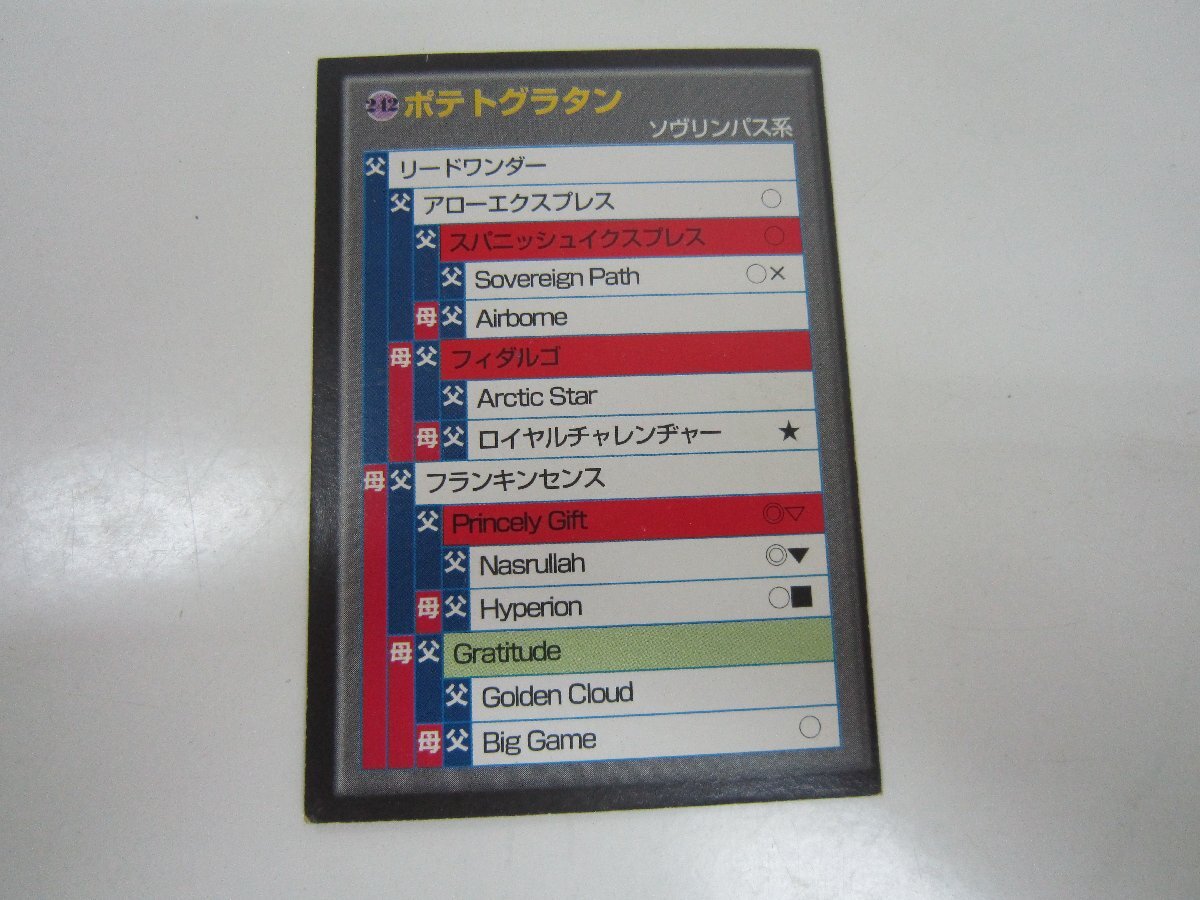 242 ポテトグラタン
ソヴリンパス系
父 リードワンダー
父 アローエクスプレス ○
父 スパニッシュイクスプレス ○
父 Sovereign Path ○×
母 父 Airborne
母 父 フィダルゴ
父 Arctic Star
母 父 ロイヤルチャレンヂャー ★
母 父 フランキンセンス
父 Princely Gift ◎▽
父 Nasrullah ◎▼
母 父 Hyperion ○■
母 父 Gratitude
父 Golden Cloud
母 父 Big Game ○